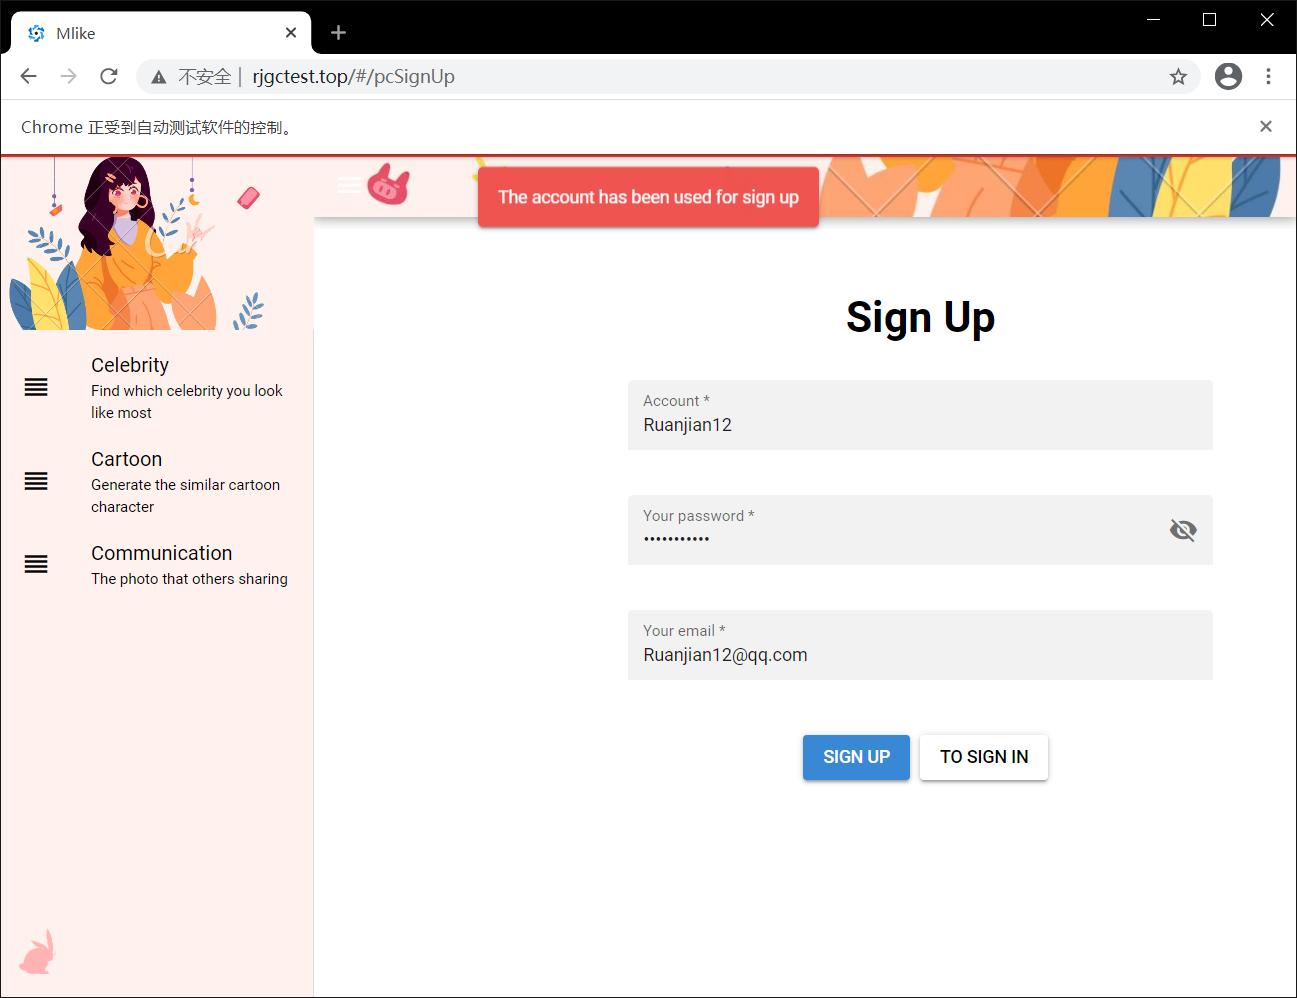 Mlike
不安全 | rjgctest.top/#/pcSignUp
Chrome 正受到自动测试软件的控制。
The account has been used for sign up
Celebrity
Find which celebrity you look
like most
Cartoon
Generate the similar cartoon
character
Communication
The photo that others sharing
Sign Up
Account *
Ruanjian12
Your password *
•••••••••••
Your email *
Ruanjian12@qq.com
SIGN UP
TO SIGN IN